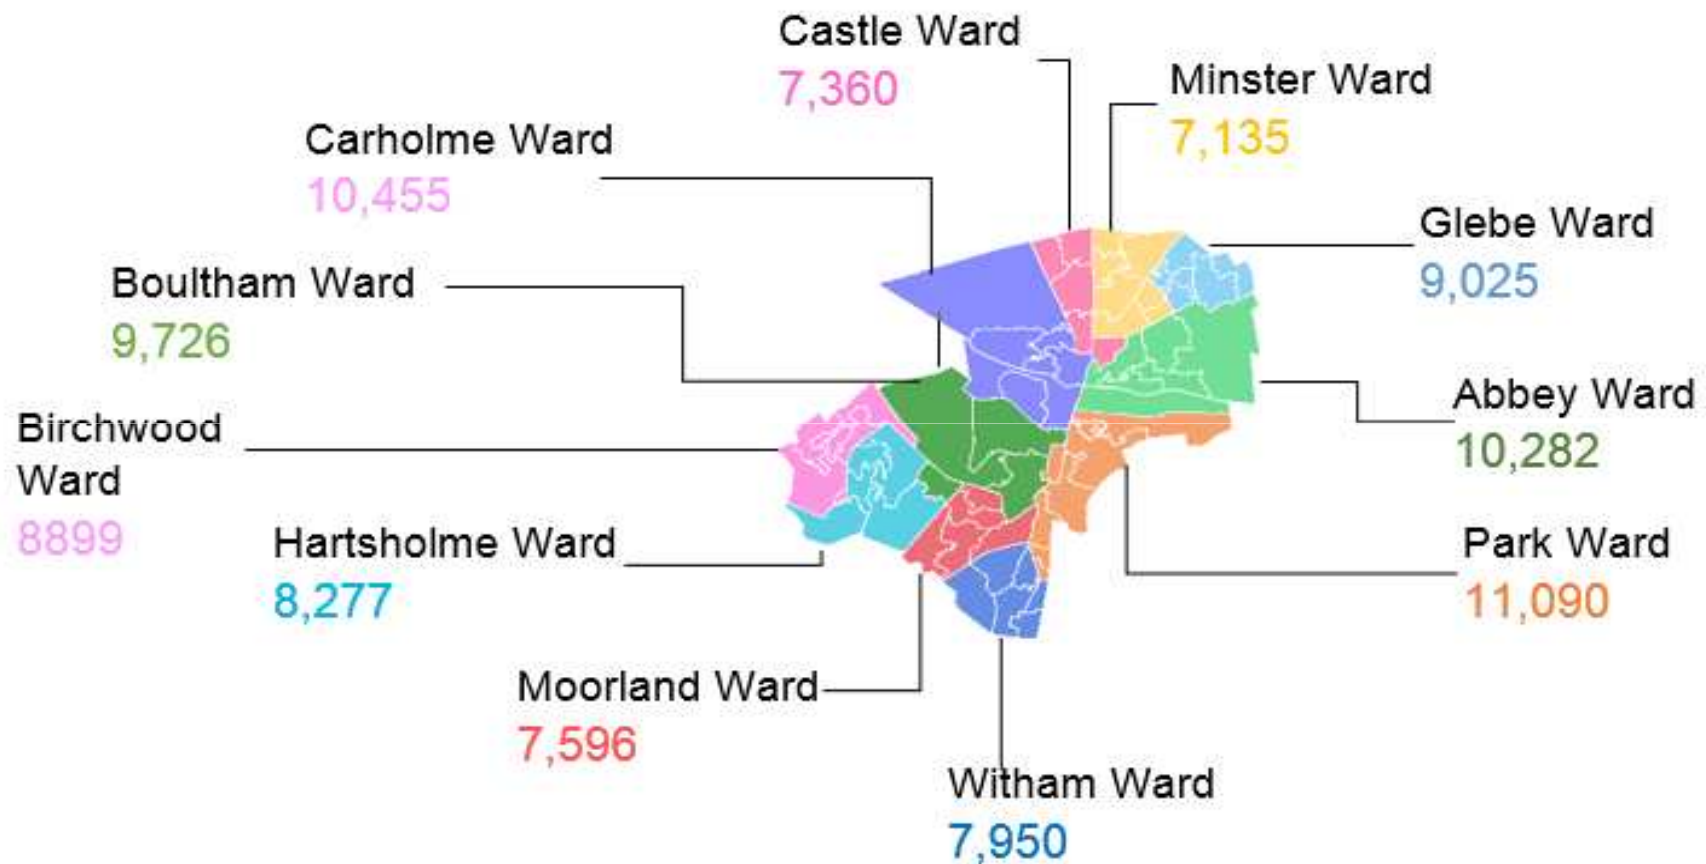 Castle Ward
7,360
Minster Ward
7,135
Carholme Ward
10,455
Glebe Ward
9,025
Boultham Ward
9,726
Abbey Ward
10,282
Birchwood
Ward
8899
Hartsholme Ward
8,277
Park Ward
11,090
Moorland Ward
7,596
Witham Ward
7,950